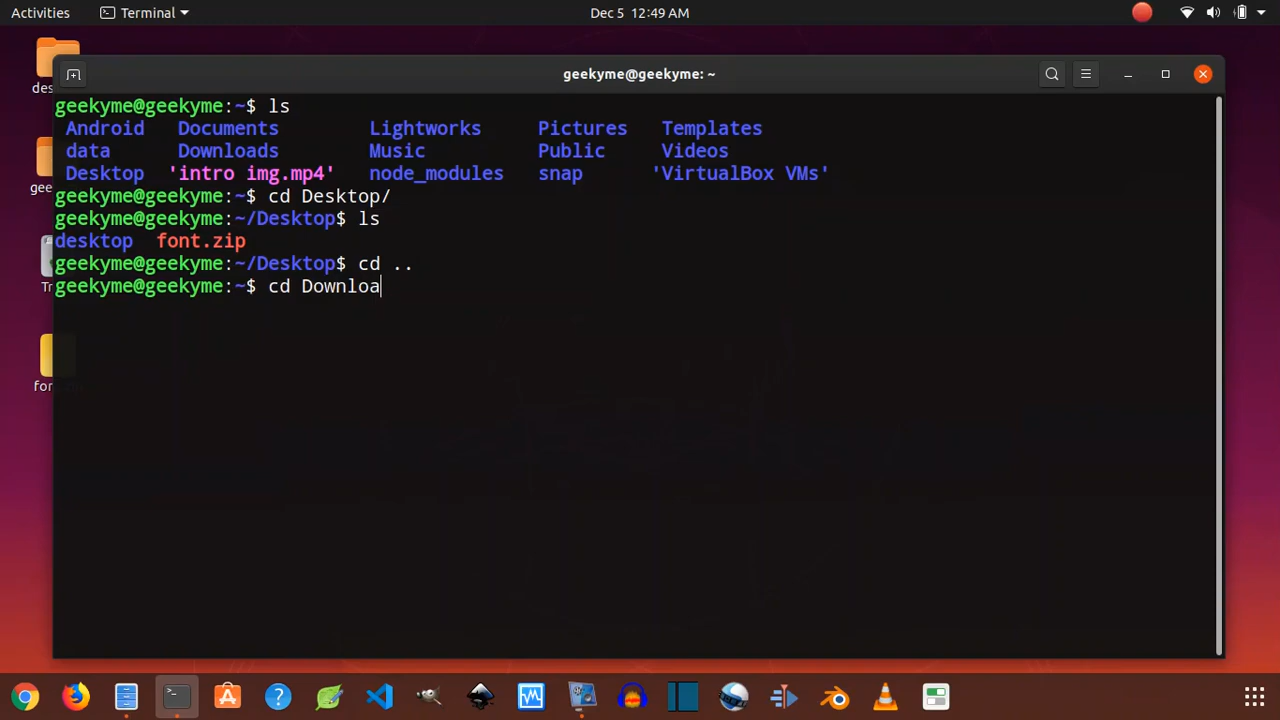 Activities Terminal Dec 5 12:49 AM
geekyme@geekyme: ~
geekyme@geekyme:~$ ls
Android Documents Lightworks Pictures Templates
data Downloads Music Public Videos
Desktop 'intro img.mp4' node_modules snap 'VirtualBox VMs'
geekyme@geekyme:~$ cd Desktop/
geekyme@geekyme:~/Desktop$ ls
desktop font.zip
geekyme@geekyme:~/Desktop$ cd ..
geekyme@geekyme:~$ cd Downloa